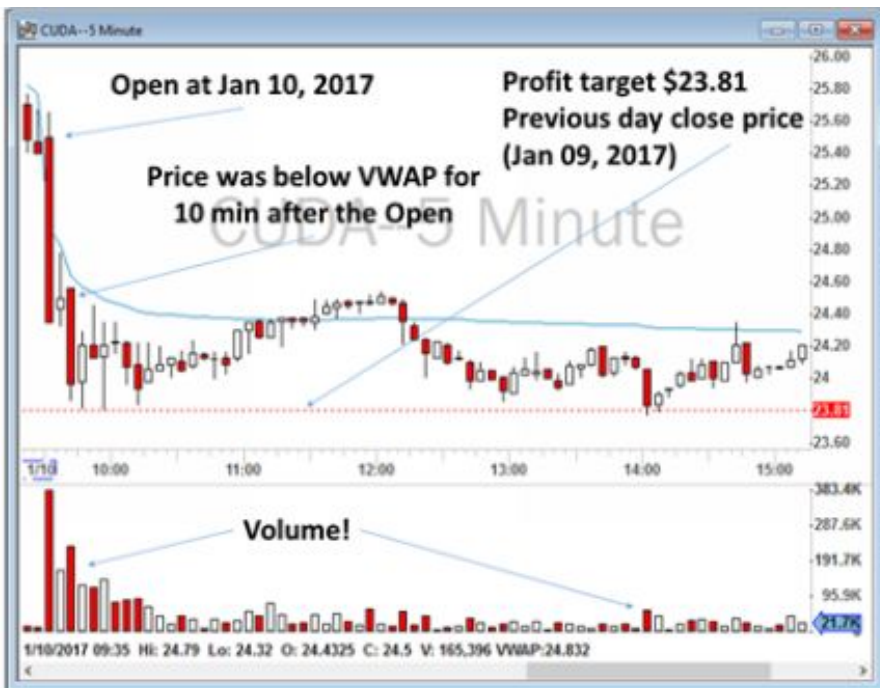 CUDA--5 Minute
Open at Jan 10, 2017
Profit target $23.81
Previous day close price
(Jan 09, 2017)
Price was below VWAP for
10 min after the Open
CUDA--5 Minute
26.00
25.80
25.60
25.40
25.20
25.00
24.80
24.60
24.40
24.20
24
23.81
23.60
1/10 10:00 11:00 12:00 13:00 14:00 15:00
Volume!
383.4K
287.6K
191.7K
95.9K
21.7K
1/10/2017 09:35 Hi: 24.79 Lo: 24.32 O: 24.4325 C: 24.5 V: 165,396 VWAP:24.832